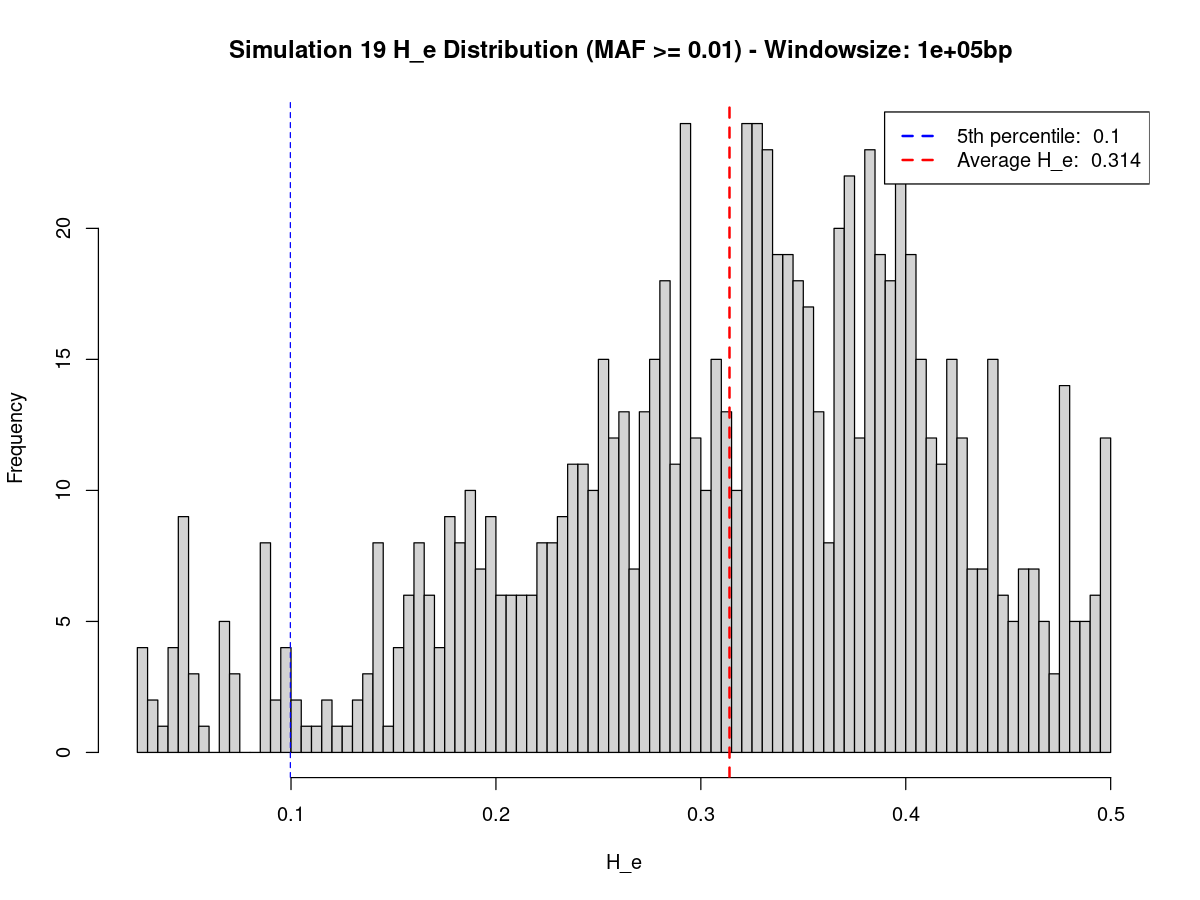 Simulation 19 H_e Distribution (MAF >= 0.01) - Windowsize: 1e+05bp
5th percentile:  0.1
Average H_e:  0.314
Frequency
20
15
10
5
0
0.1 0.2 0.3 0.4 0.5
H_e